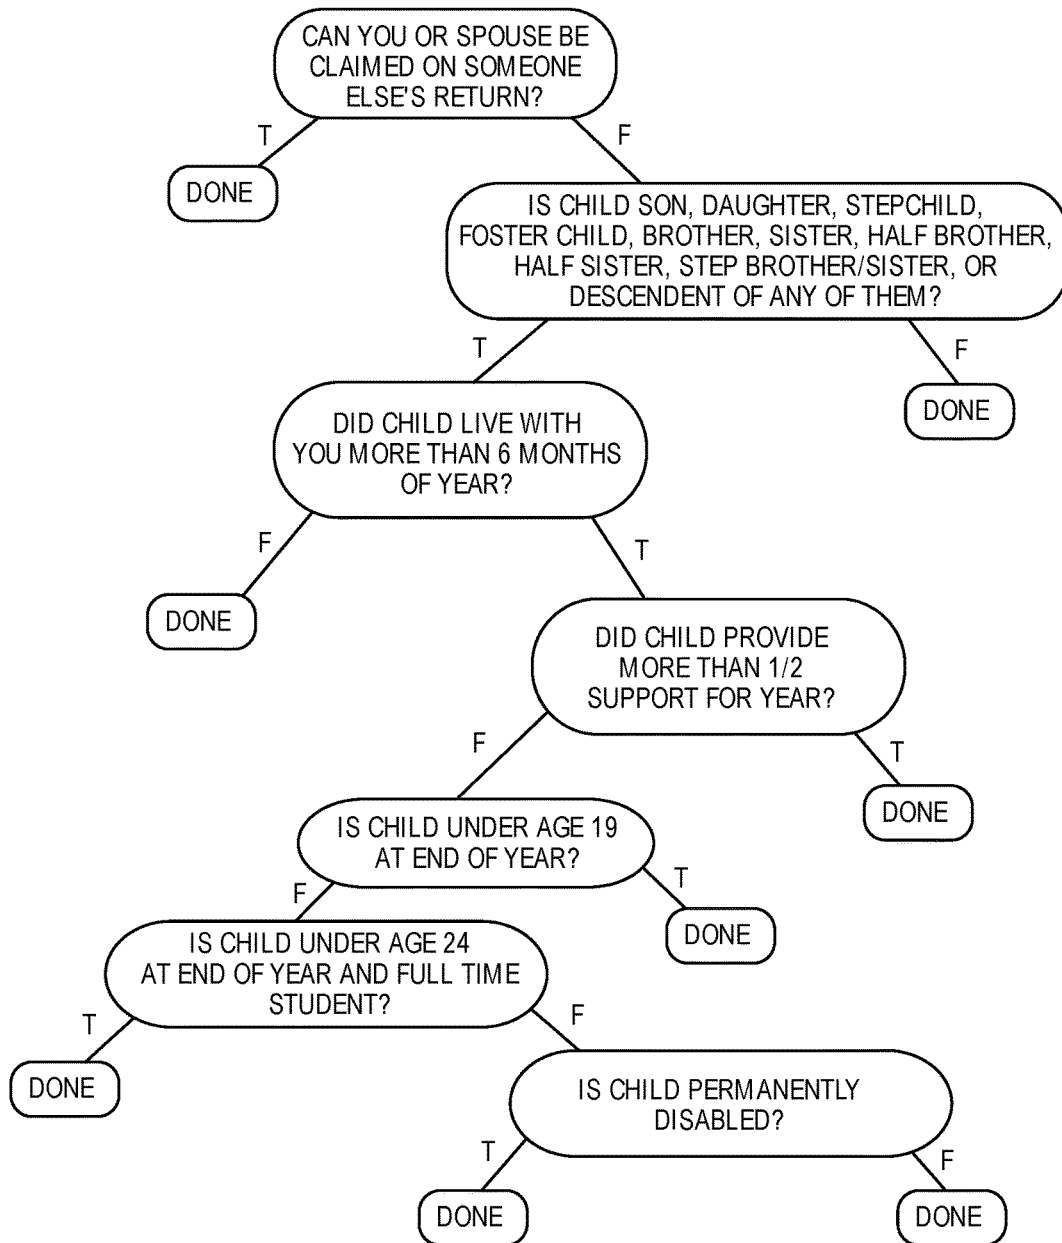 CAN YOU OR SPOUSE BE
CLAIMED ON SOMEONE
ELSE'S RETURN?
T
F
DONE
IS CHILD SON, DAUGHTER, STEPCHILD,
FOSTER CHILD, BROTHER, SISTER, HALF BROTHER,
HALF SISTER, STEP BROTHER/SISTER, OR
DESCENDENT OF ANY OF THEM?
T
F
DID CHILD LIVE WITH
YOU MORE THAN 6 MONTHS
OF YEAR?
DONE
F
T
DONE
DID CHILD PROVIDE
MORE THAN 1/2
SUPPORT FOR YEAR?
F
T
DONE
IS CHILD UNDER AGE 19
AT END OF YEAR?
F
T
DONE
IS CHILD UNDER AGE 24
AT END OF YEAR AND FULL TIME
STUDENT?
T
F
DONE
IS CHILD PERMANENTLY
DISABLED?
T
F
DONE
DONE